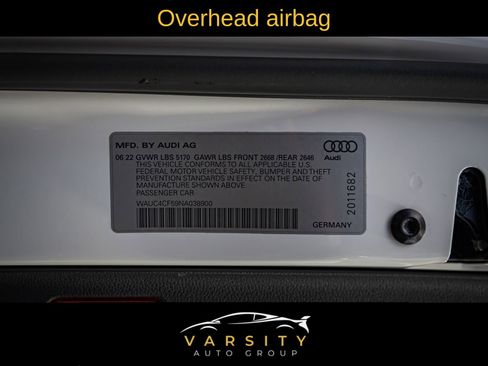 Overhead airbag
MFD. BY AUDI AG
06 22 GVWR LBS 5170 GAWR LBS FRONT 2668 /REAR 2646
THIS VEHICLE CONFORMS TO ALL APPLICABLE U.S.
FEDERAL MOTOR VEHICLE SAFETY, BUMPER AND THEFT
PREVENTION STANDARDS IN EFFECT ON THE DATE OF
MANUFACTURE SHOWN ABOVE.
PASSENGER CAR
WAUC4CF59NA038900
Audi
2011682
GERMANY
VARSITY
AUTO GROUP